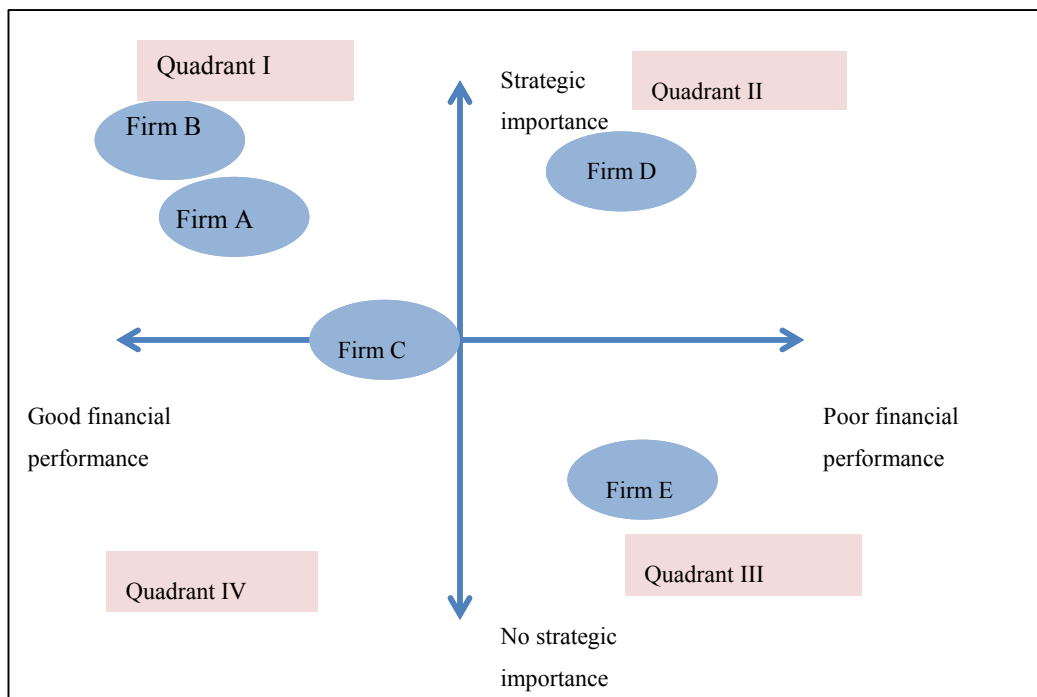 Quadrant I
Strategic
importance
Quadrant II
Firm B
Firm D
Firm A
Firm C
Good financial
performance
Poor financial
performance
Firm E
Quadrant IV
Quadrant III
No strategic
importance